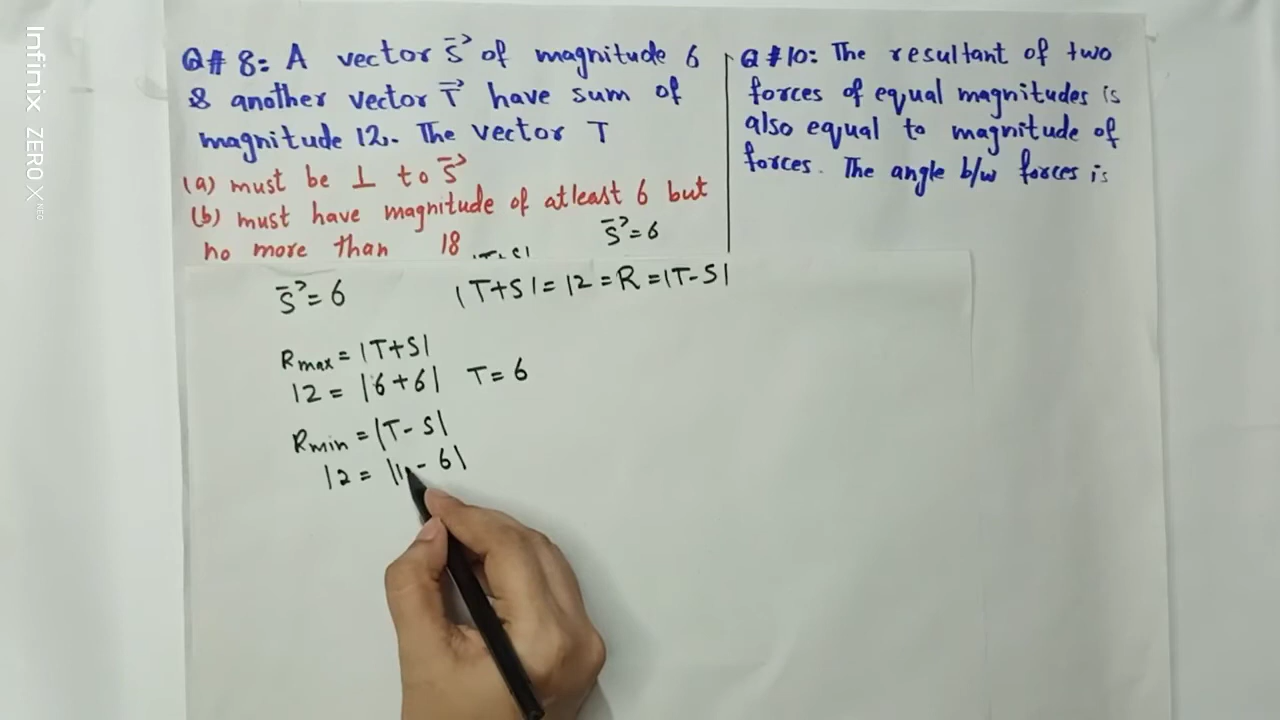 Infinix ZERO X NEO
Q# 8: A vector S⃗ of magnitude 6
& another vector T⃗ have sum of
magnitude 12. The vector T
(a) must be ⊥ to S⃗
(b) must have magnitude of atleast 6 but
no more than 18
S⃗ = 6
Q #10: The resultant of two
forces of equal magnitudes is
also equal to magnitude of
forces. The angle b/w forces is
S⃗ = 6
|T+S| = 12 = R = |T-S|
Rmax = |T+S|
12 = |6+6| T = 6
Rmin = |T-S|
12 = |1 - 6|